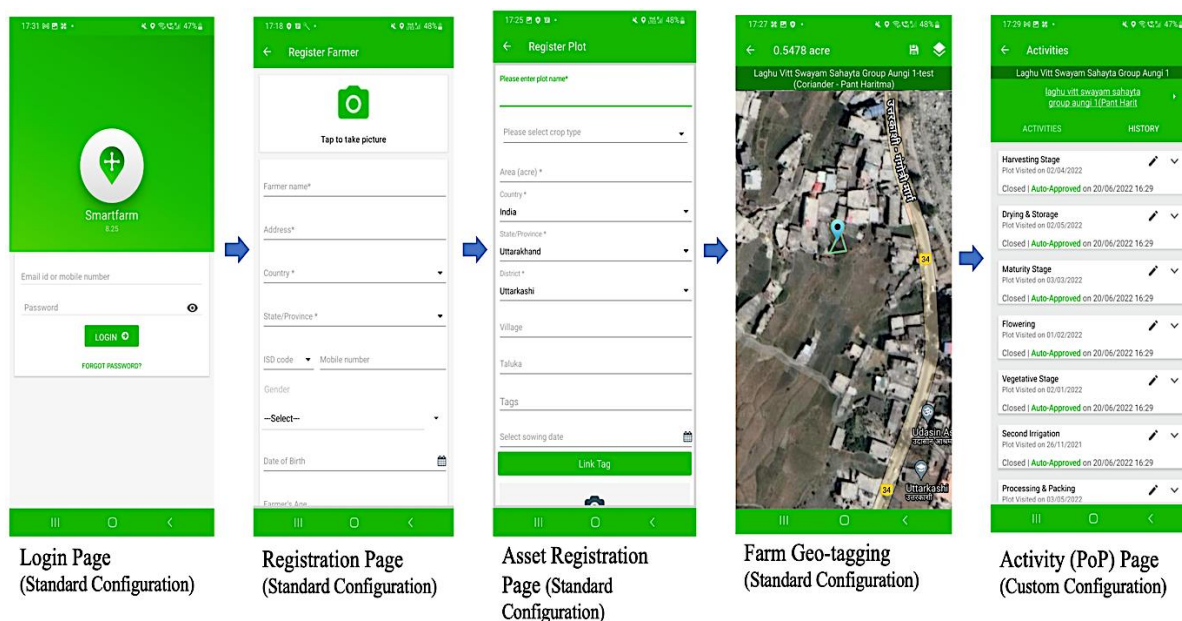 17:31
47%
Smartfarm
8.25
Email id or mobile number
Password
LOGIN
FORGOT PASSWORD?
Login Page
(Standard Configuration)
17:18
48%
Register Farmer
Tap to take picture
Farmer name*
Address*
Country *
State/Province *
ISD code
Mobile number
Gender
---Select---
Date of Birth
Farmer's Age
Registration Page
(Standard Configuration)
17:25
48%
Register Plot
Please enter plot name*
Please select crop type
Area (acre) *
Country *
India
State/Province *
Uttarakhand
District *
Uttarkashi
Village
Taluka
Tags
Select sowing date
Link Tag
Asset Registration
Page (Standard
Configuration)
17:27
48%
0.5478 acre
Laghu Vitt Swayam Sahayta Group Aungi 1-test
(Coriander - Pant Haritma)
34
Udasin As
34
Uttarkashi
उत्तरकाशी
Farm Geo-tagging
(Standard Configuration)
17:29
47%
Activities
Laghu Vitt Swayam Sahayta Group Aungi 1
laghu vitt swayam sahayta
group aungi 1(Pant Harit
ACTIVITIES
HISTORY
Harvesting Stage
Plot Visited on 02/04/2022
Closed | Auto-Approved on 20/06/2022 16:29
Drying & Storage
Plot Visited on 02/05/2022
Closed | Auto-Approved on 20/06/2022 16:29
Maturity Stage
Plot Visited on 03/03/2022
Closed | Auto-Approved on 20/06/2022 16:29
Flowering
Plot Visited on 01/02/2022
Closed | Auto-Approved on 20/06/2022 16:29
Vegetative Stage
Plot Visited on 02/01/2022
Closed | Auto-Approved on 20/06/2022 16:29
Second Irrigation
Plot Visited on 26/11/2021
Closed | Auto-Approved on 20/06/2022 16:29
Processing & Packing
Plot Visited on 03/05/2022
Activity (PoP) Page
(Custom Configuration)